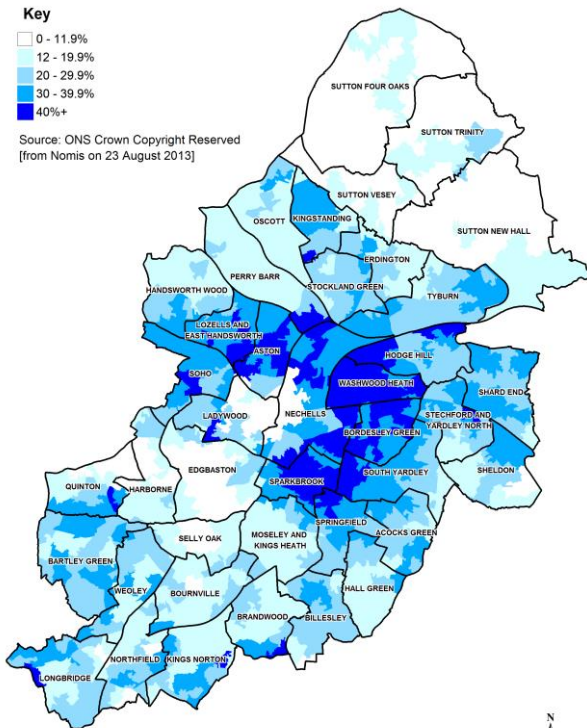 Key
0 - 11.9%
12 - 19.9%
20 - 29.9%
30 - 39.9%
40%+
Source: ONS Crown Copyright Reserved
[from Nomis on 23 August 2013]
SUTTON FOUR OAKS
SUTTON TRINITY
SUTTON VESEY
SUTTON NEW HALL
OSCOTT
KINGSTANDING
ERDINGTON
PERRY BARR
STOCKLAND GREEN
HANDSWORTH WOOD
TYBURN
LOZELLS AND
EAST HANDSWORTH
ASTON
HODGE HILL
SOHO
WASHWOOD HEATH
SHARD END
LADYWOOD
NECHELLS
STECHFORD AND
YARDLEY NORTH
BORDESLEY GREEN
EDGBASTON
SOUTH YARDLEY
SHELDON
QUINTON
HARBORNE
SPARKBROOK
SPRINGFIELD
ACOCKS GREEN
SELLY OAK
MOSELEY AND
KINGS HEATH
BARTLEY GREEN
WEOLEY
BOURNVILLE
HALL GREEN
BRANDWOOD
BILLESLEY
LONGBRIDGE
NORTHFIELD
KINGS NORTON
N